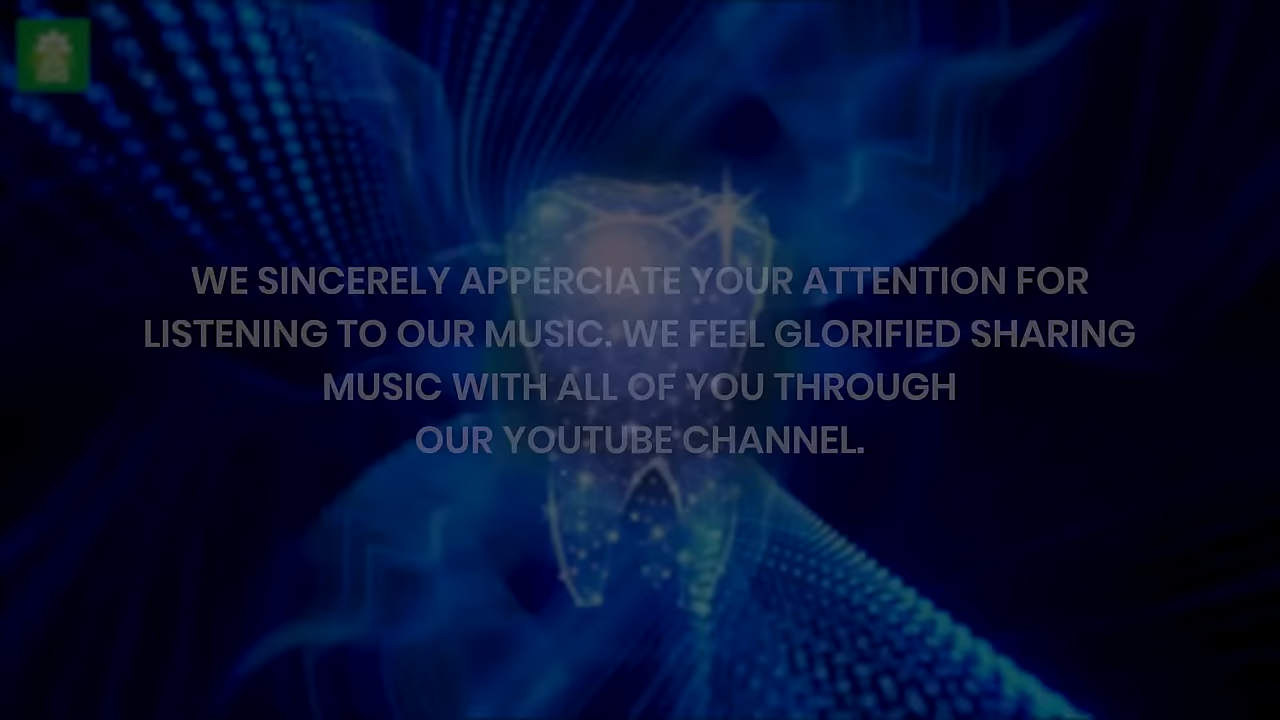 WE SINCERELY APPERCIATE YOUR ATTENTION FOR
LISTENING TO OUR MUSIC. WE FEEL GLORIFIED SHARING
MUSIC WITH ALL OF YOU THROUGH
OUR YOUTUBE CHANNEL.